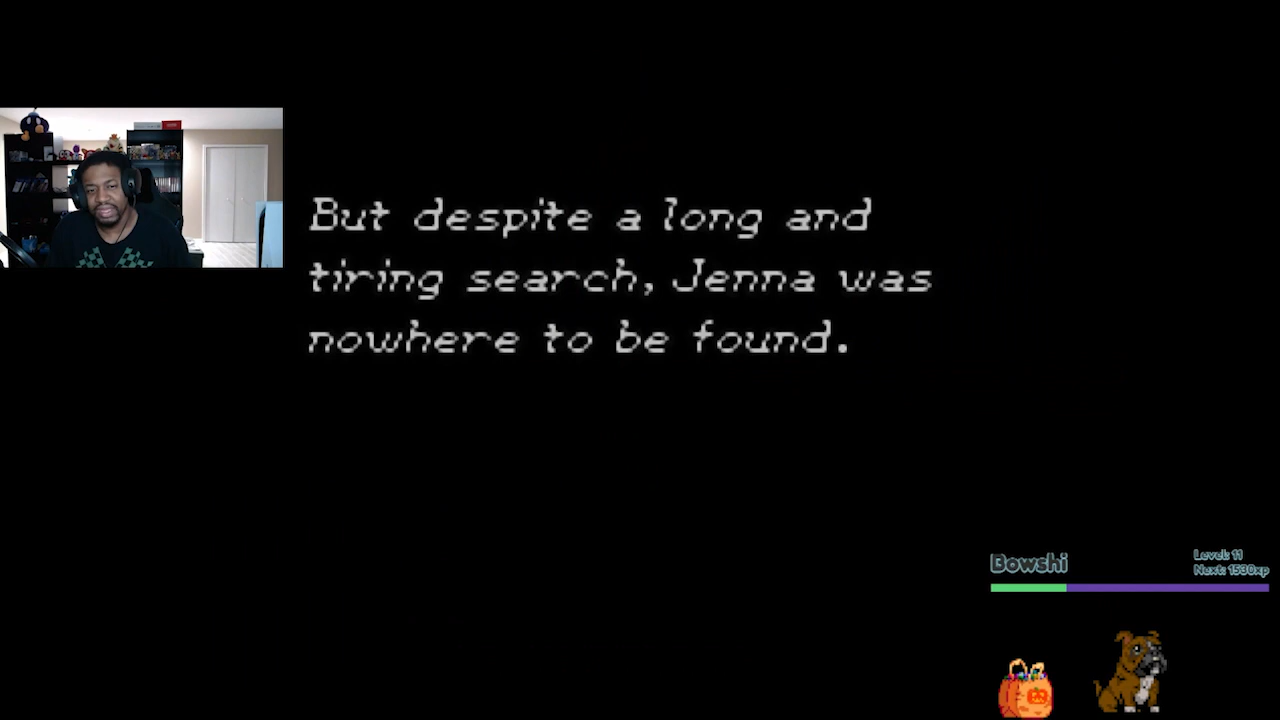 But despite a long and
tiring search, Jenna was
nowhere to be found.
Bowshi
Level: 11
Next: 1530xp